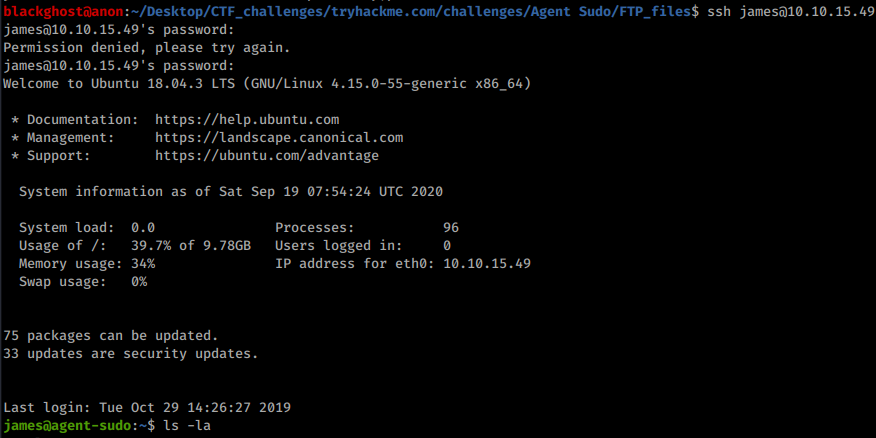 blackghost@anon:~/Desktop/CTF_challenges/tryhackme.com/challenges/Agent Sudo/FTP_files$ ssh james@10.10.15.49
james@10.10.15.49's password:
Permission denied, please try again.
james@10.10.15.49's password:
Welcome to Ubuntu 18.04.3 LTS (GNU/Linux 4.15.0-55-generic x86_64)
* Documentation:  https://help.ubuntu.com
* Management:     https://landscape.canonical.com
* Support:        https://ubuntu.com/advantage
System information as of Sat Sep 19 07:54:24 UTC 2020
System load:  0.0               Processes:           96
Usage of /:   39.7% of 9.78GB   Users logged in:     0
Memory usage: 34%               IP address for eth0: 10.10.15.49
Swap usage:   0%
75 packages can be updated.
33 updates are security updates.
Last login: Tue Oct 29 14:26:27 2019
james@agent-sudo:~$ ls -la